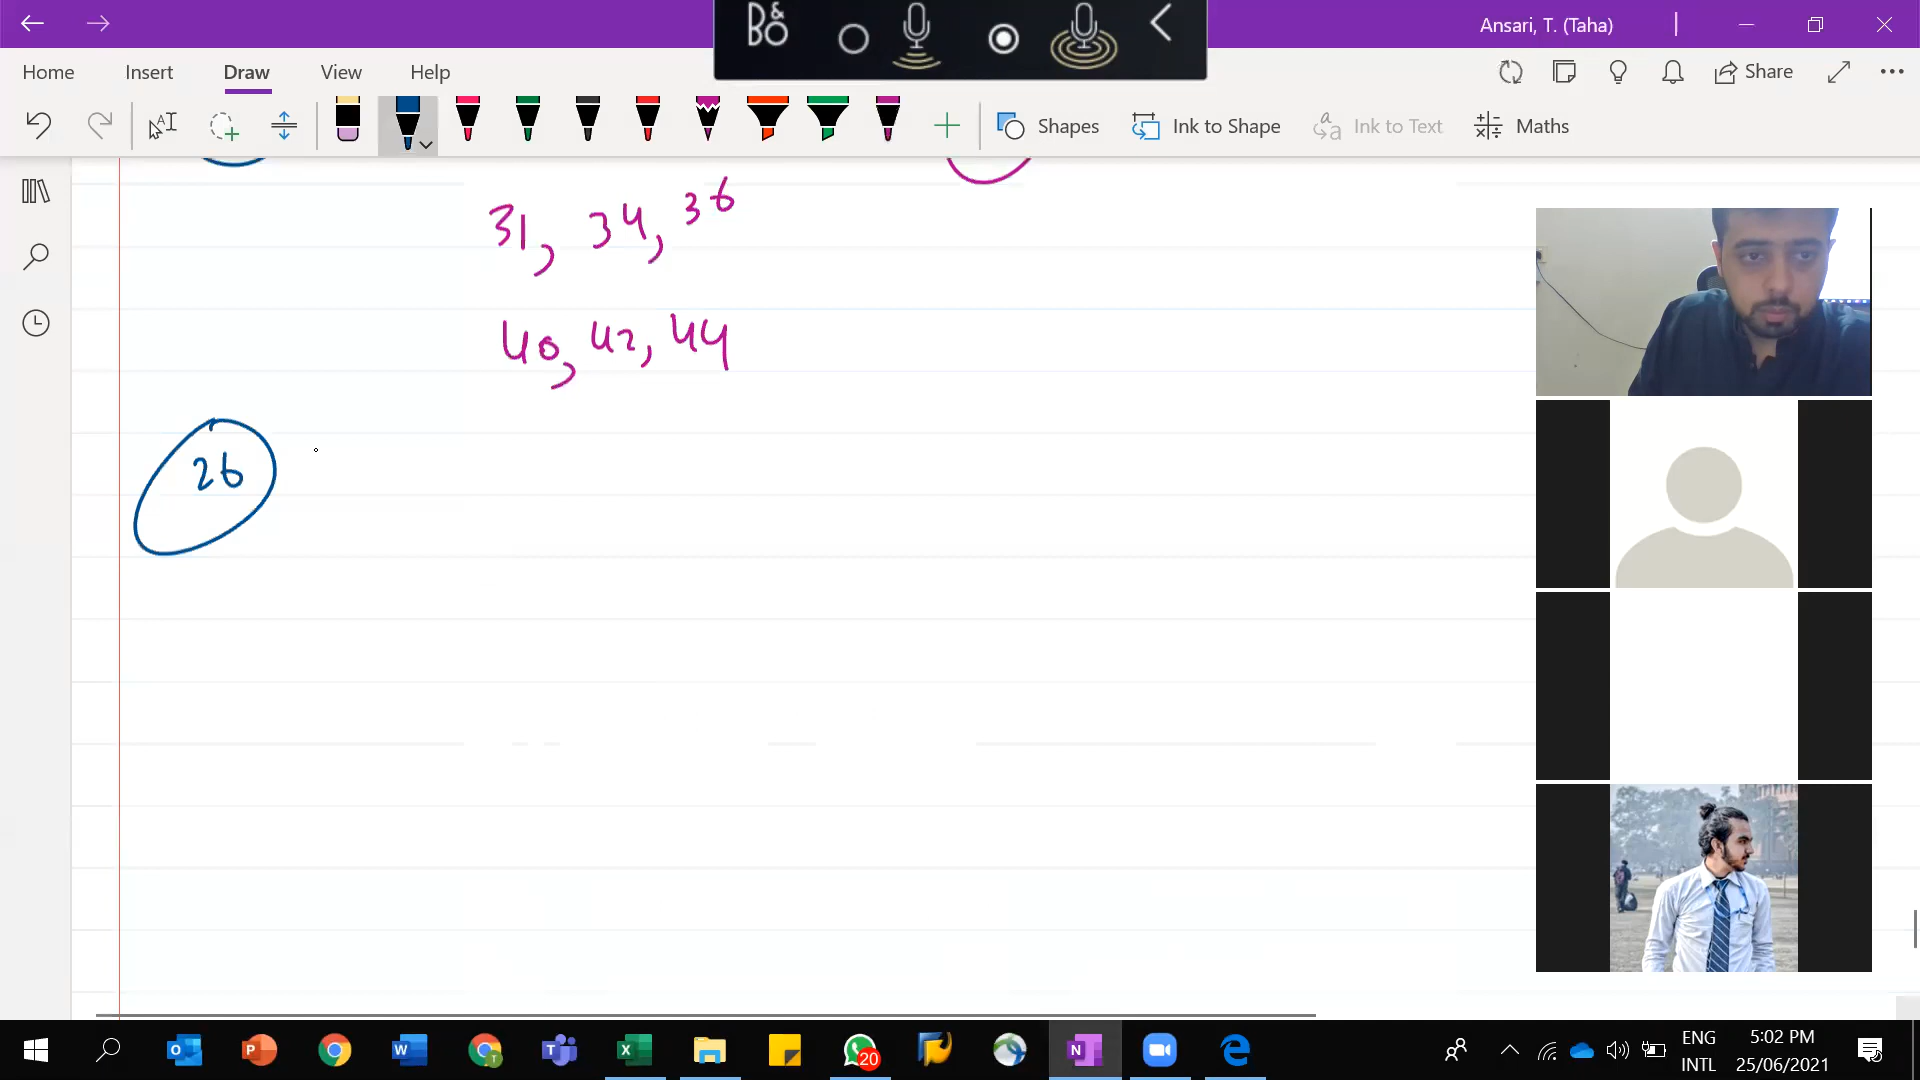 B&O
Ansari, T. (Taha)
Home Insert Draw View Help
Share
Shapes Ink to Shape Ink to Text Maths
31, 34, 36
40, 42, 44
26
20
ENG 5:02 PM
INTL 25/06/2021